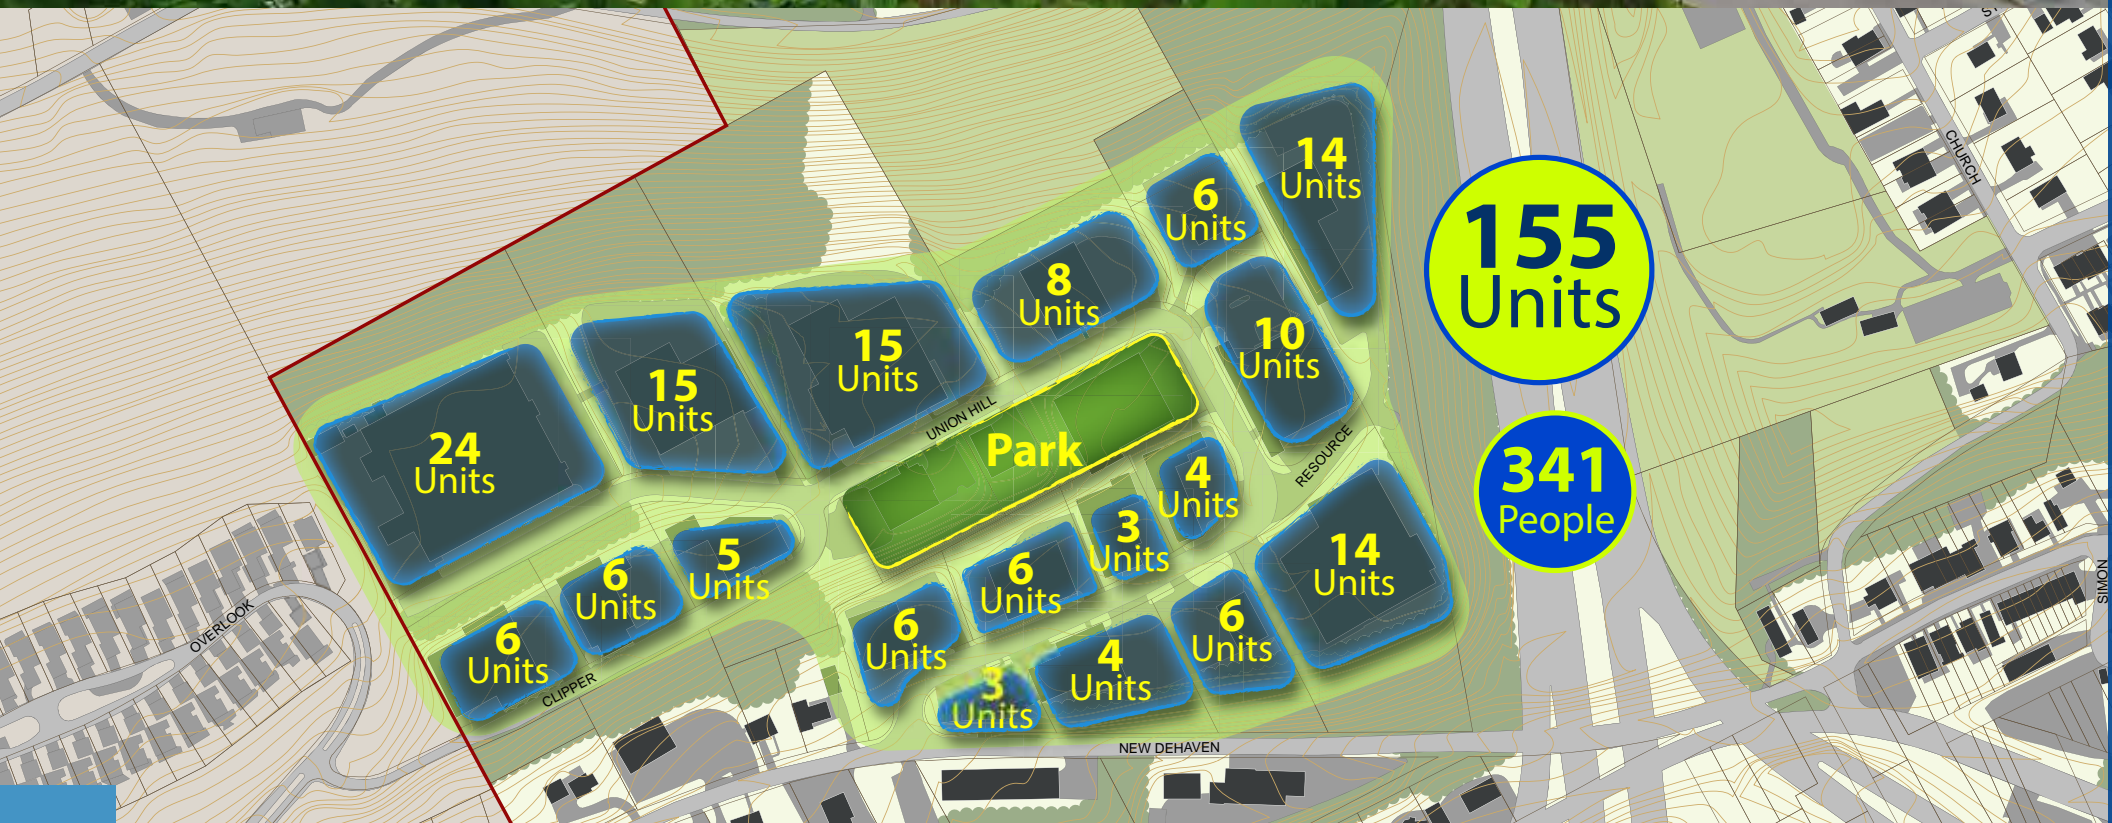 14
Units
6
Units
8
Units
10
Units
15
Units
15
Units
24
Units
UNION HILL
Park
RESOURCE
4
Units
3
Units
6
Units
14
Units
5
Units
6
Units
6
Units
6
Units
3
Units
4
Units
6
Units
OVERLOOK
CLIPPER
NEW DEHAVEN
155
Units
341
People
CHURCH
SIMON